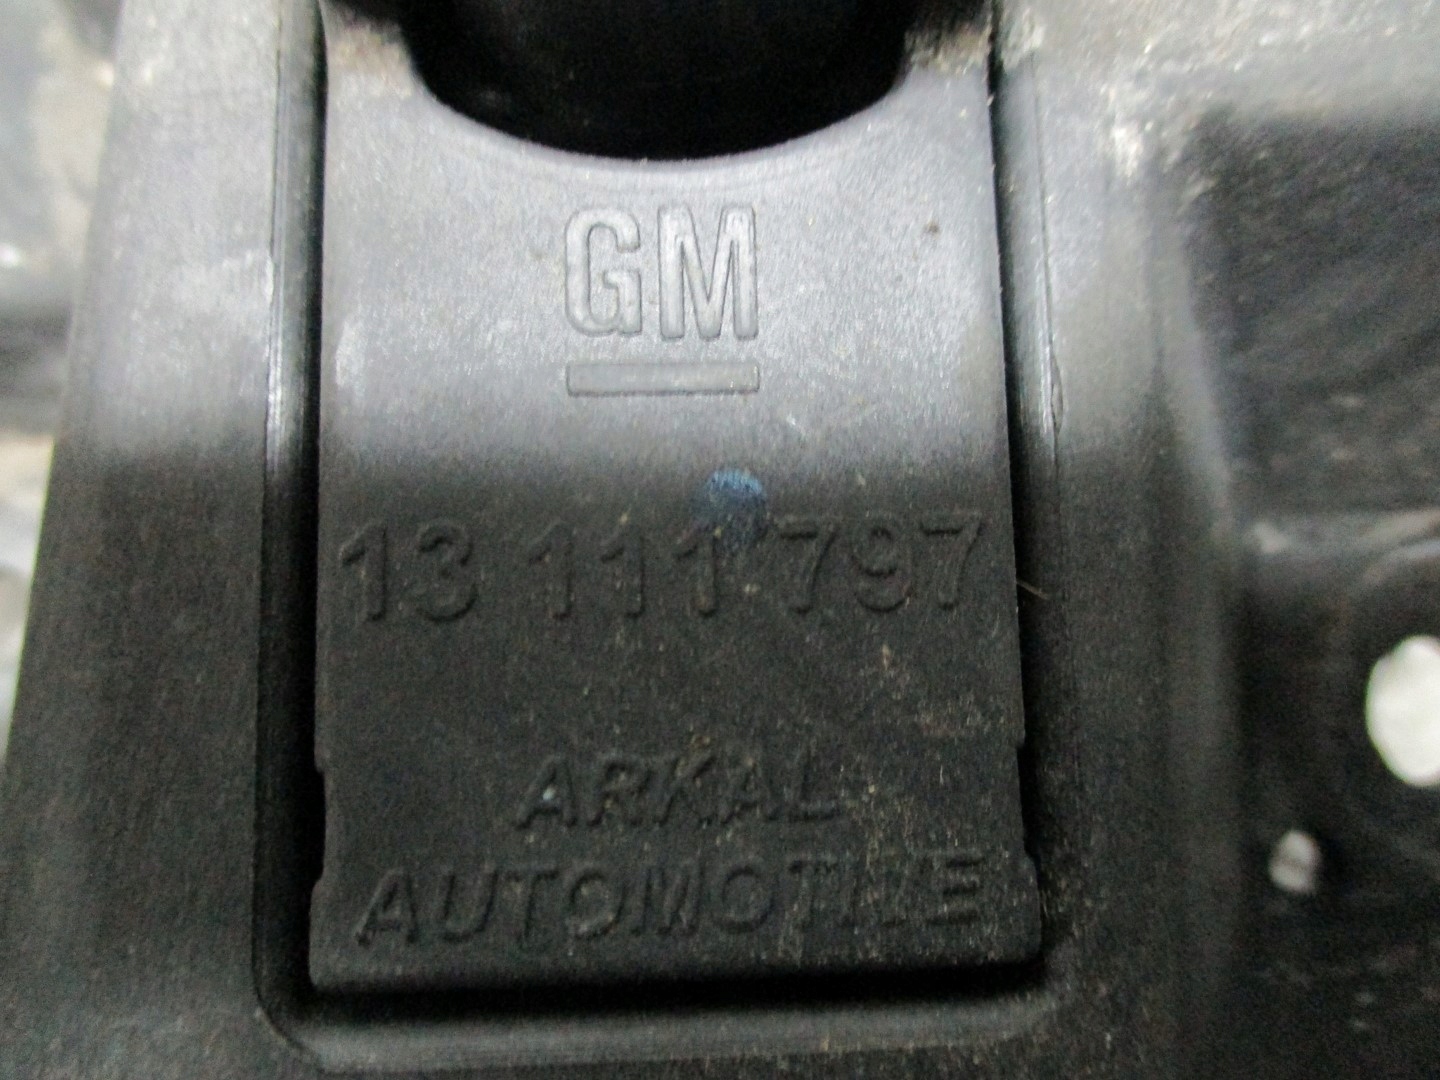 GM
13 111 797
ARKAL
AUTOMOTIVE